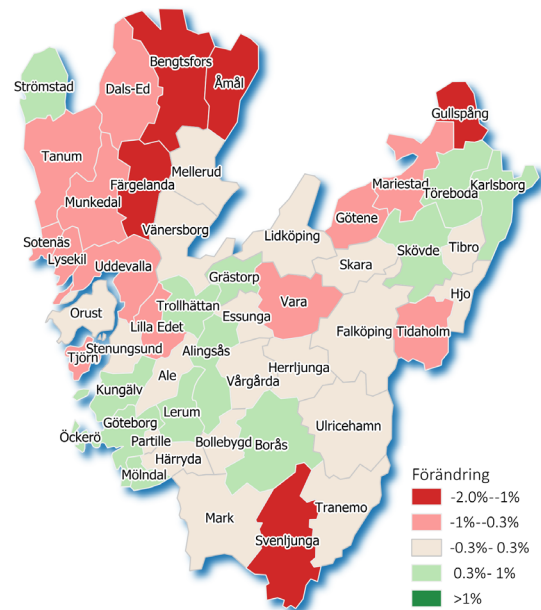 Bengtsfors
Åmål
Strömstad
Dals-Ed
Gullspång
Tanum
Mellerud
Färgelanda
Mariestad
Karlsborg
Töreboda
Munkedal
Götene
Vänersborg
Sotenäs
Lidköping
Tibro
Skövde
Lysekil
Uddevalla
Skara
Grästorp
Hjo
Trollhättan
Vara
Orust
Essunga
Lilla Edet
Falköping
Tidaholm
Stenungsund
Alingsås
Tjörn
Herrljunga
Ale
Vårgårda
Kungälv
Lerum
Göteborg
Ulricehamn
Öckerö
Partille
Bollebygd
Borås
Härryda
Mölndal
Förändring
-2.0%--1%
Tranemo
Mark
-1%--0.3%
Svenljunga
-0.3%- 0.3%
0.3%- 1%
>1%